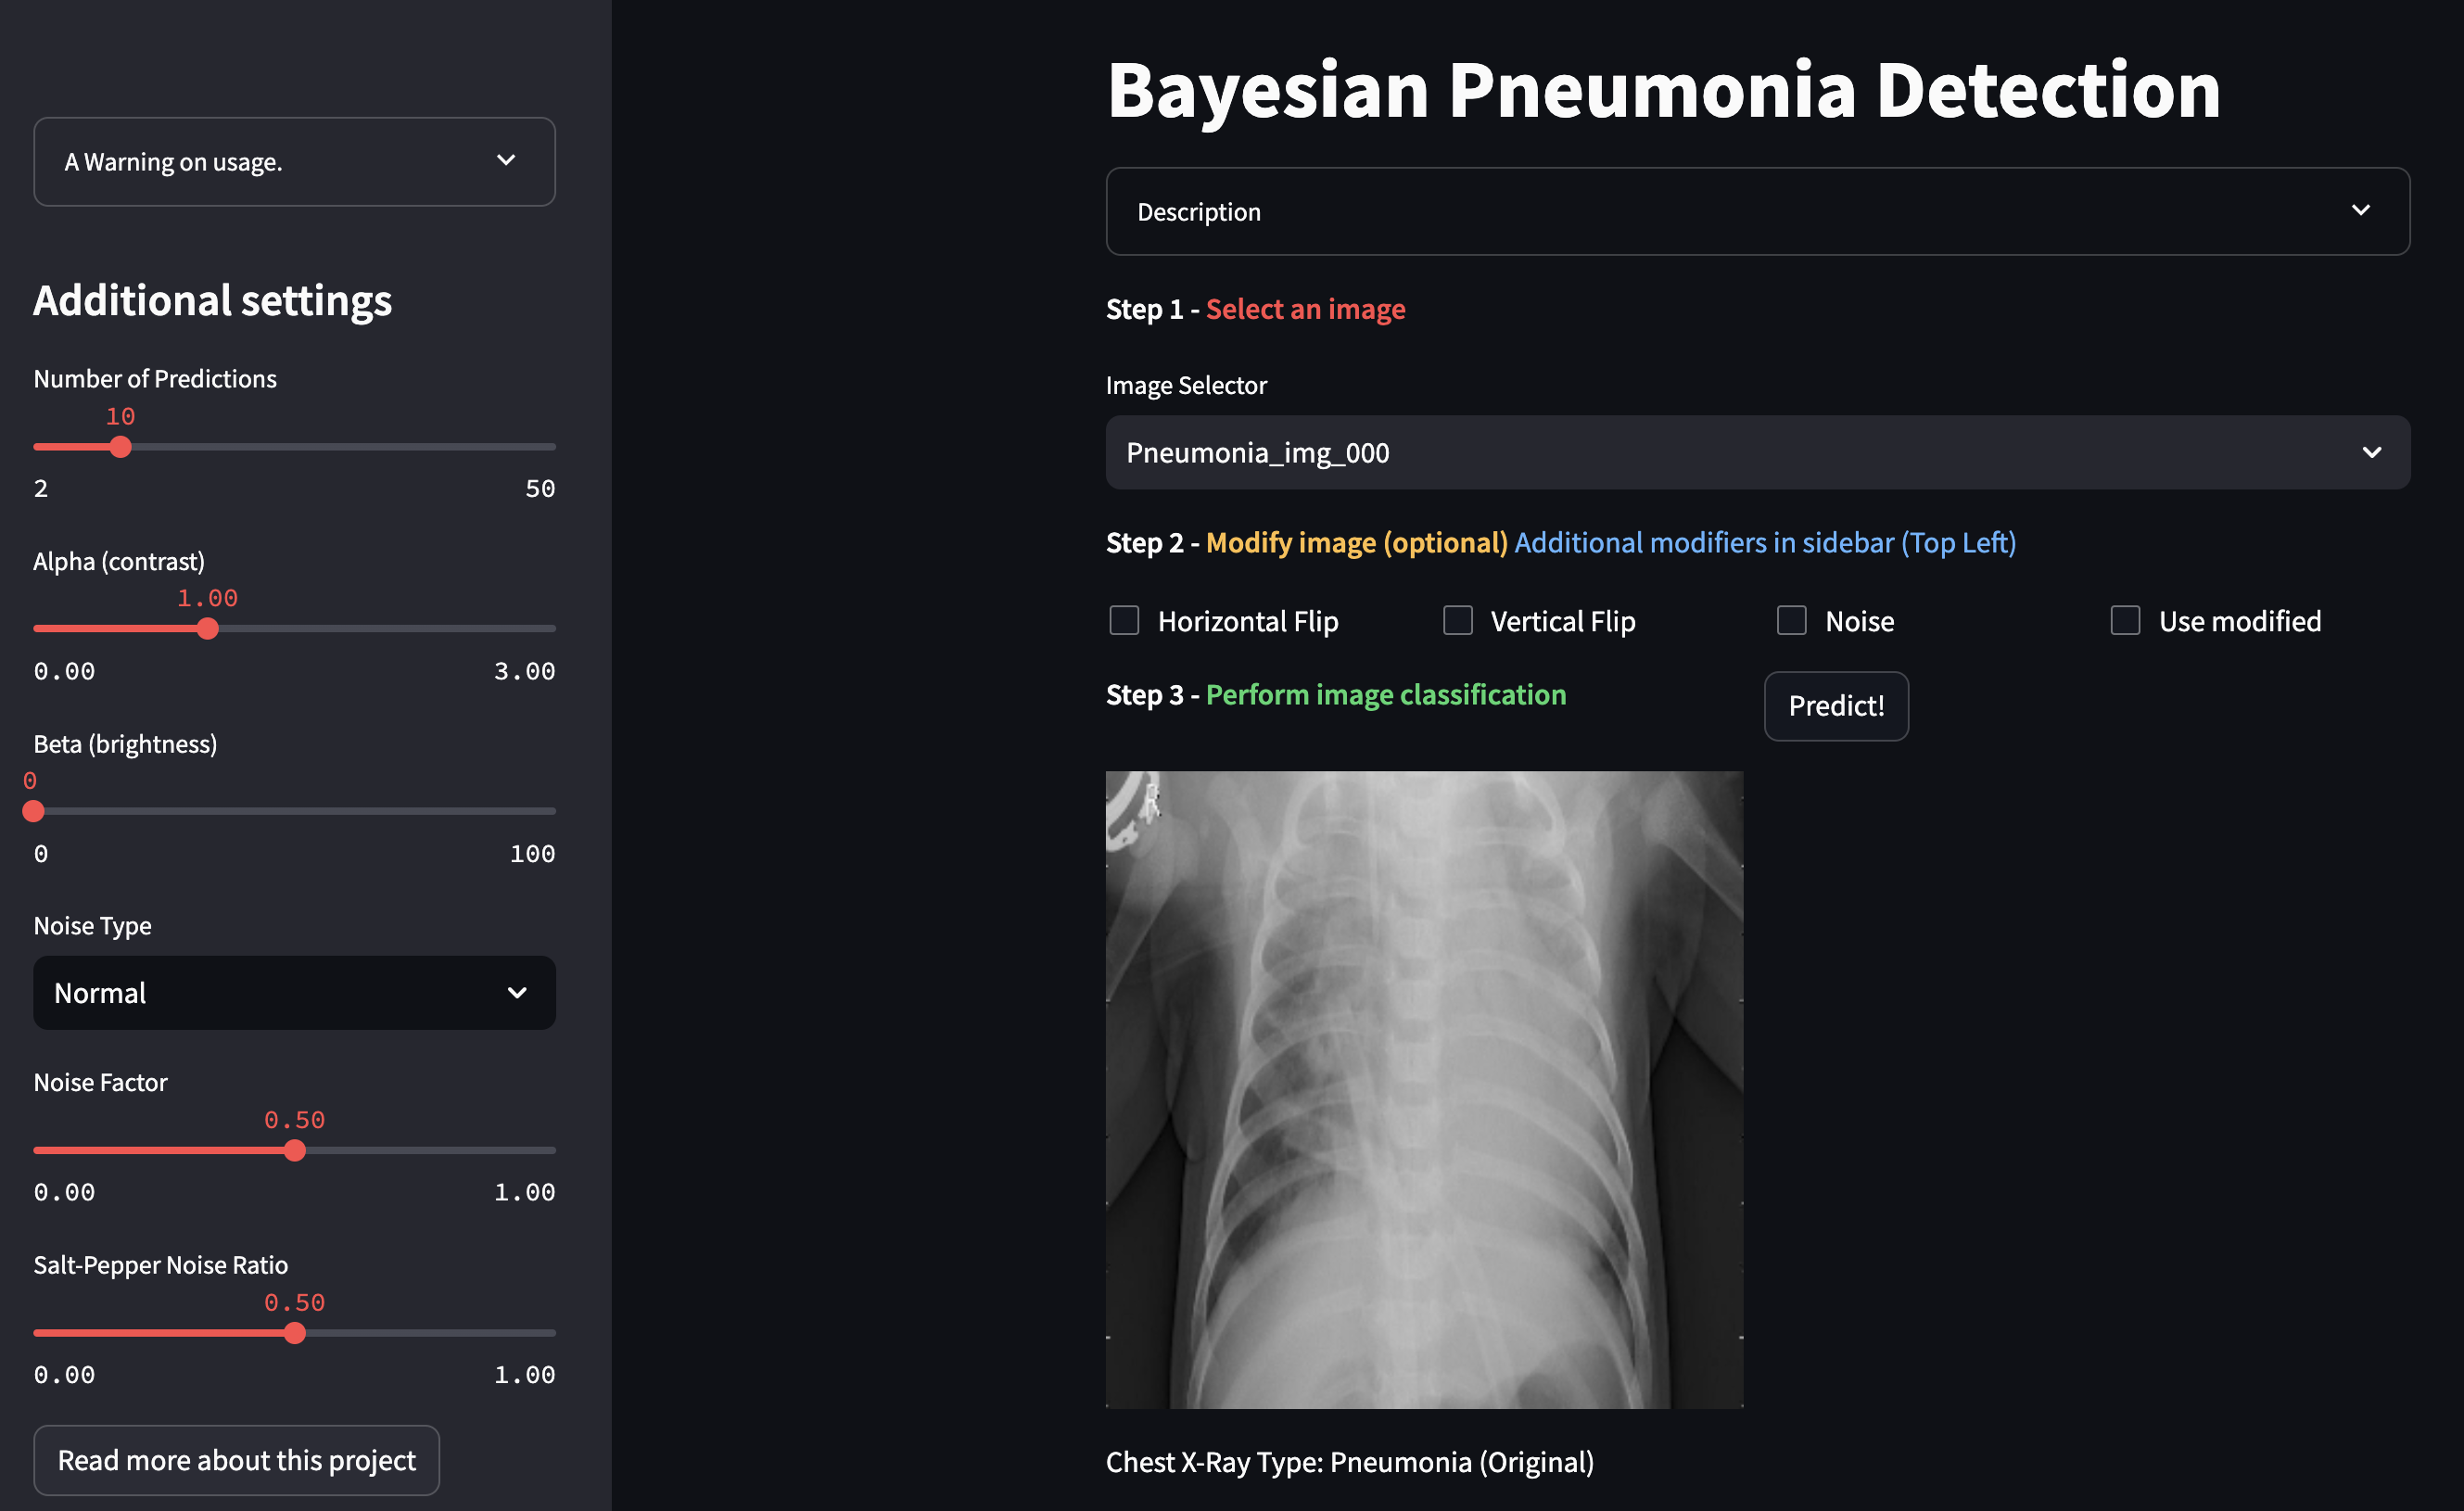 A Warning on usage.
Additional settings
Number of Predictions
10
2 50
Alpha (contrast)
1.00
0.00 3.00
Beta (brightness)
0
0 100
Noise Type
Normal
Noise Factor
0.50
0.00 1.00
Salt-Pepper Noise Ratio
0.50
0.00 1.00
Read more about this project
Bayesian Pneumonia Detection
Description
Step 1 - Select an image
Image Selector
Pneumonia_img_000
Step 2 - Modify image (optional) Additional modifiers in sidebar (Top Left)
Horizontal Flip Vertical Flip Noise Use modified
Step 3 - Perform image classification Predict!
R
Chest X-Ray Type: Pneumonia (Original)